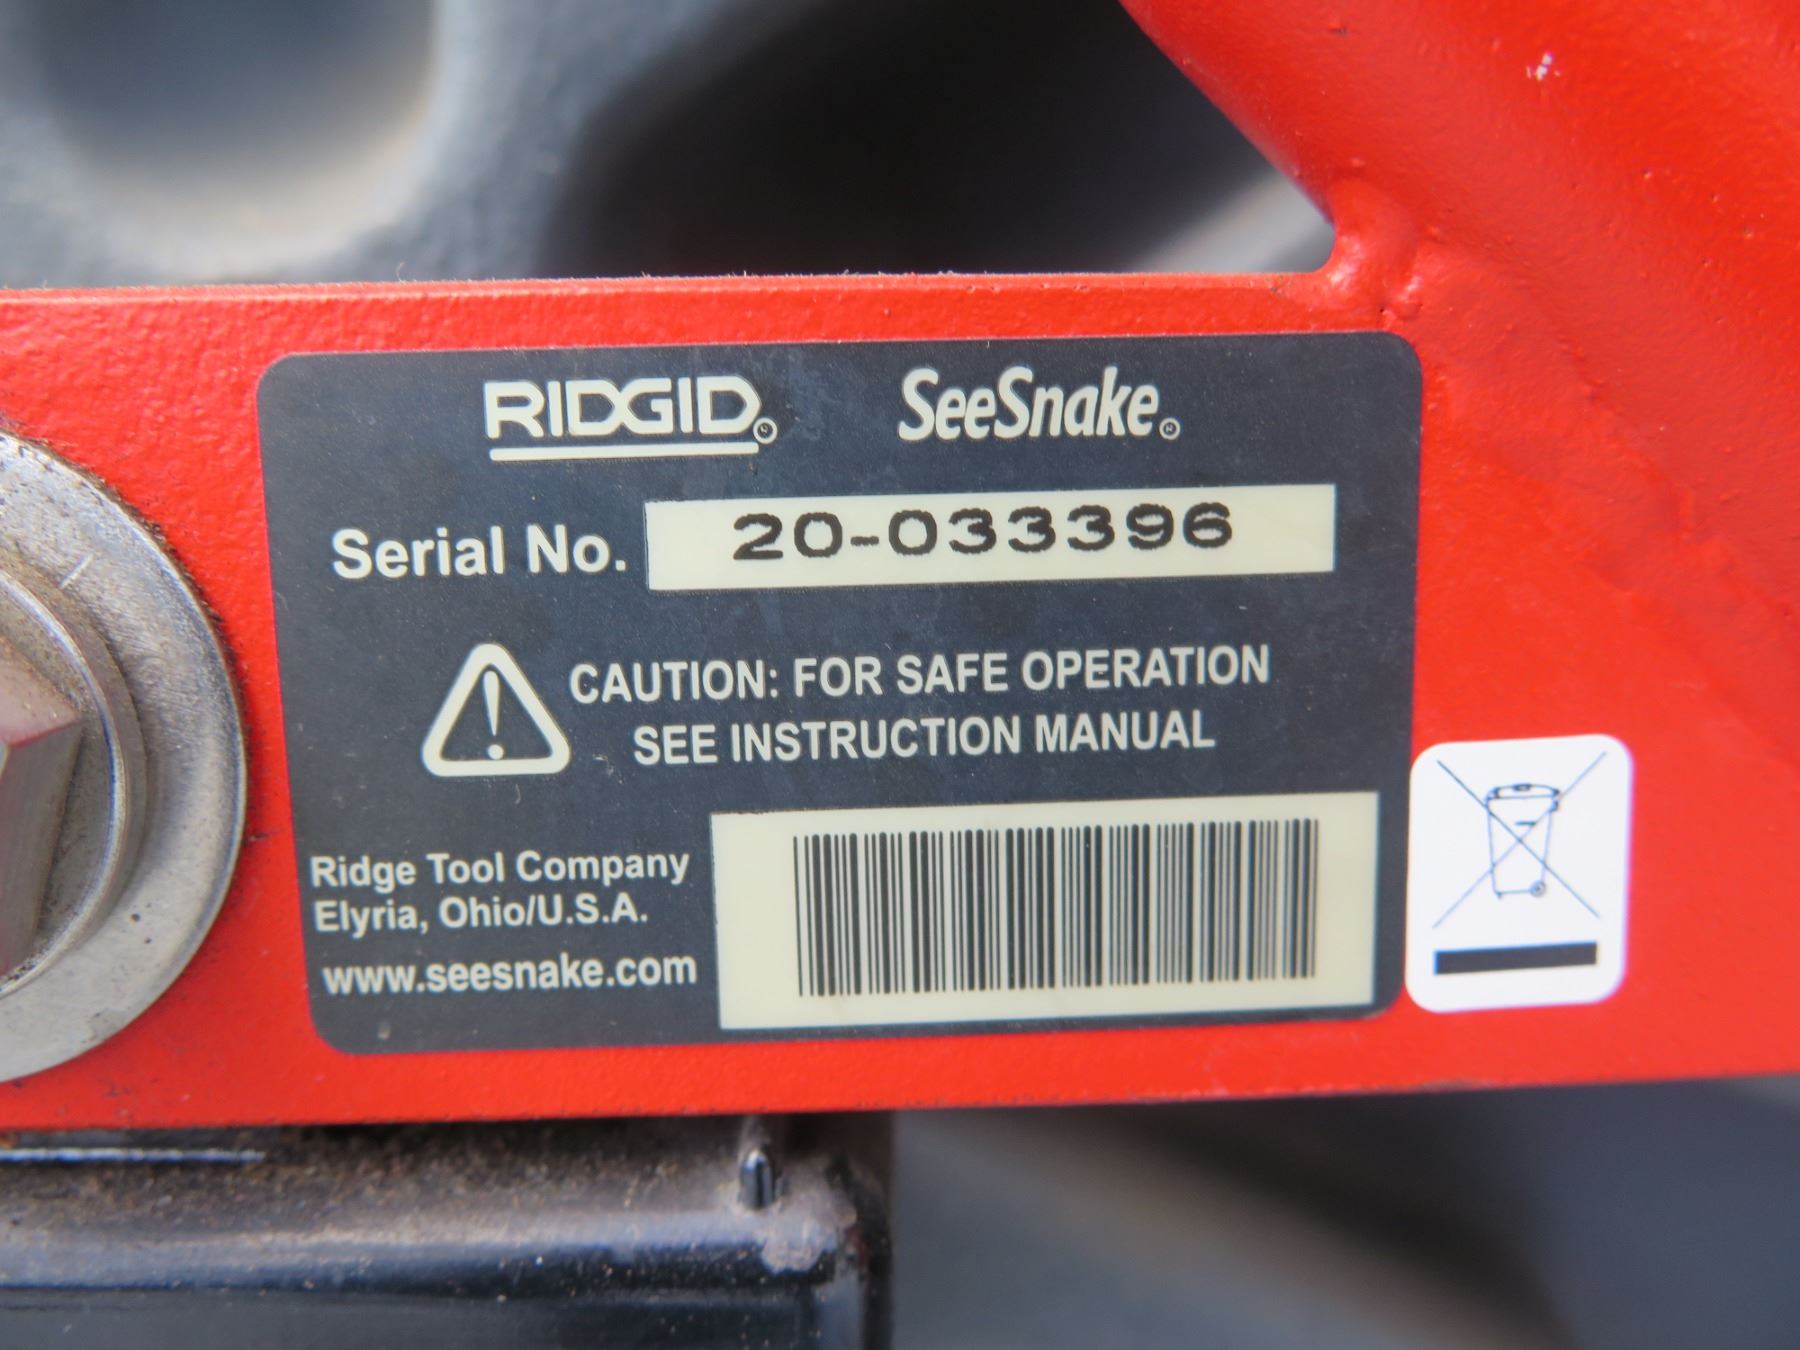 RIDGID® SeeSnake®
Serial No. 20-033396
CAUTION: FOR SAFE OPERATION
SEE INSTRUCTION MANUAL
Ridge Tool Company
Elyria, Ohio/U.S.A.
www.seesnake.com